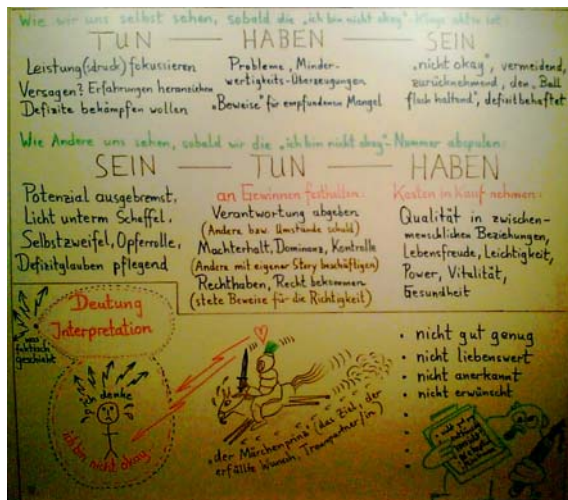 Wie wir uns selbst sehen, sobald die „ich bin nicht okay“- aktiv ist:
TUN — HABEN — SEIN
Leistung(sdruck) fokussieren
Versagen? Erfahrungen heranziehen
Defizite bekämpfen wollen
Probleme, Minder-
wertigkeits-Überzeugungen
„Beweise“ für empfundenen Mangel
„nicht okay“, vermeidend,
zurücknehmend, den „Ball
flach haltend“, defizitbehaftet
Wie Andere uns sehen, sobald wir die „ich bin nicht okay“-Nummer abspulen:
SEIN — TUN — HABEN
Potenzial ausgebremst,
Licht unterm Scheffel,
Selbstzweifel, Opferrolle,
Defizitglauben pflegend
an Gewinnen festhalten:
Verantwortung abgeben
(Andere bzw. Umstände schuld)
Machterhalt, Dominanz, Kontrolle
(Andere mit eigener Story beschäftigen)
Rechthaben, Recht bekommen
(stete Beweise für die Richtigkeit)
Kosten in Kauf nehmen:
Qualität in zwischen-
menschlichen Beziehungen,
Lebensfreude, Leichtigkeit,
Power, Vitalität,
Gesundheit
Deutung
Interpretation
was
faktisch
geschieht
denke
ich bin nicht okay
der Märchenprinz (das Ziel, der
erfüllte Wunsch, Traumpartner/in)
• nicht gut genug
• nicht liebenswert
• nicht anerkannt
• nicht erwünscht